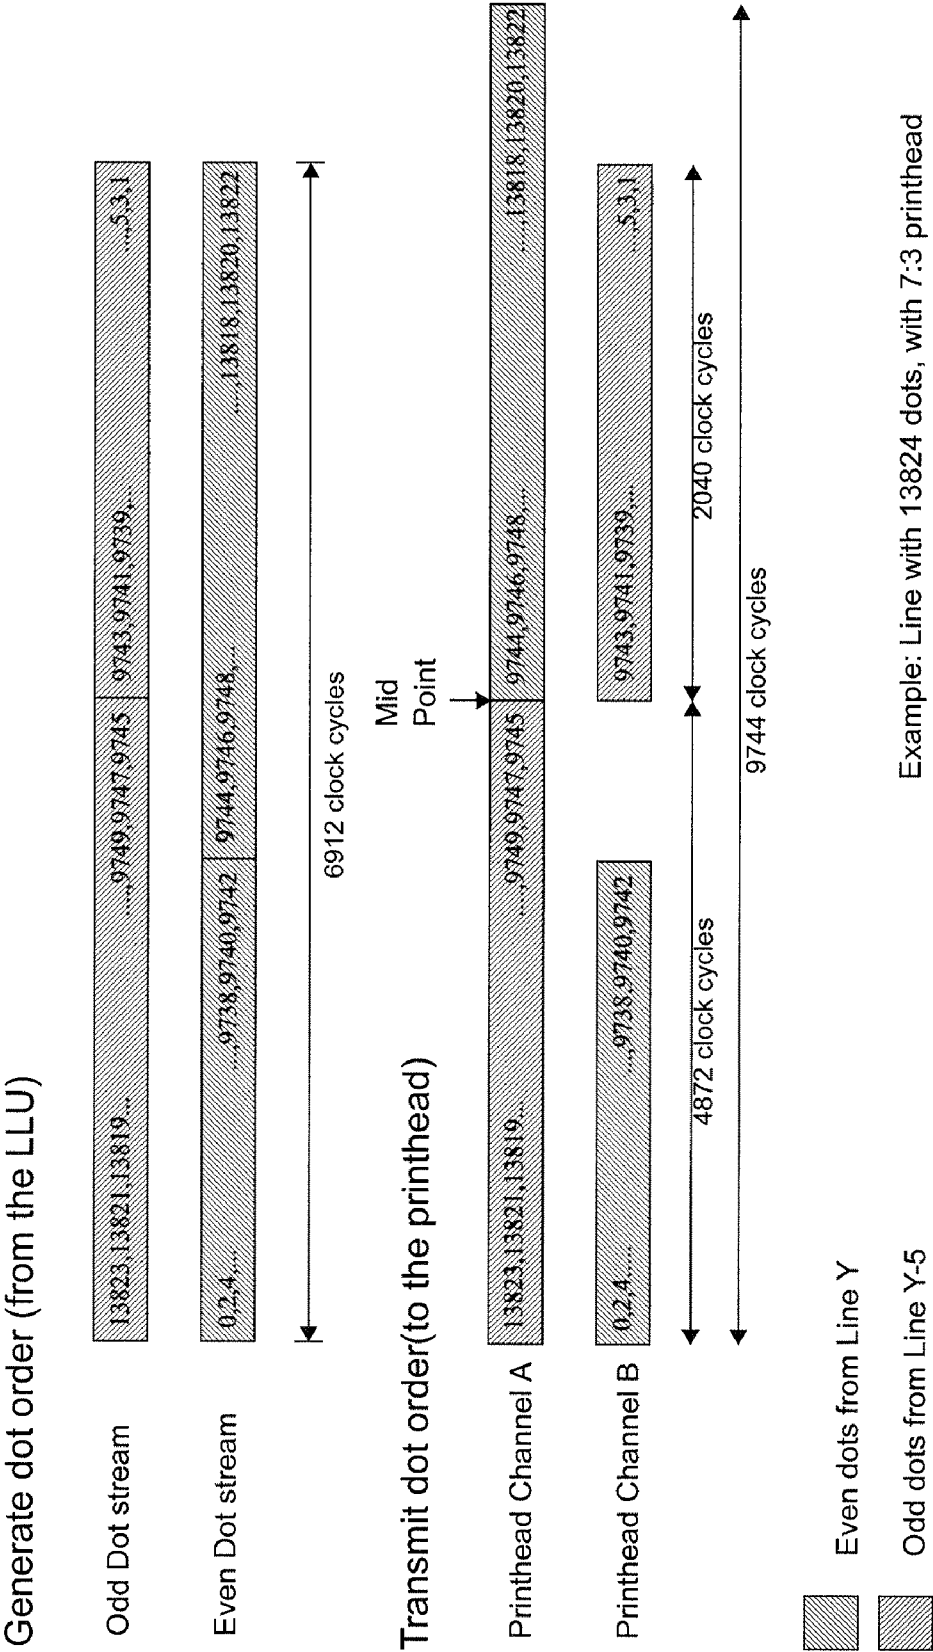 Generate dot order (from the LLU)
Odd Dot stream
13823,13821,13819... ....,9749,9747,9745 9743,9741,9739,... ...,5,3,1
Even Dot stream
0,2,4,... ...,9738,9740,9742 9744,9746,9748,... ....,13818,13820,13822
6912 clock cycles
Mid
Point
Transmit dot order(to the printhead)
Printhead Channel A
13823,13821,13819... ....,9749,9747,9745 9744,9746,9748,... ....,13818,13820,13822
Printhead Channel B
0,2,4..... ...,9738,9740,9742 9743,9741,9739,... ...,5,3,1
4872 clock cycles
2040 clock cycles
9744 clock cycles
Even dots from Line Y
Odd dots from Line Y-5
Example: Line with 13824 dots, with 7:3 printhead